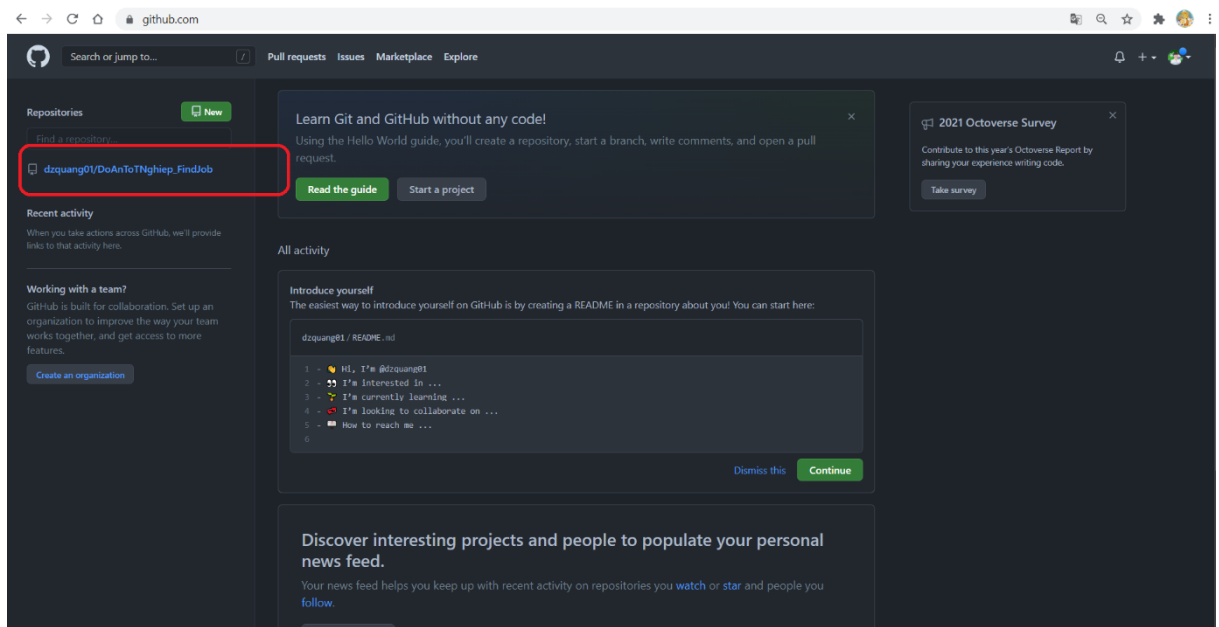 github.com
Search or jump to...
/
Pull requests Issues Marketplace Explore
Repositories
New
Find a repository...
dzquang01/DoAnToTNghiep_FindJob
Recent activity
When you take actions across GitHub, we'll provide
links to that activity here.
Working with a team?
GitHub is built for collaboration. Set up an
organization to improve the way your team
works together, and get access to more
features.
Create an organization
Learn Git and GitHub without any code!
Using the Hello World guide, you'll create a repository, start a branch, write comments, and open a pull
request.
Read the guide
Start a project
All activity
Introduce yourself
The easiest way to introduce yourself on GitHub is by creating a README in a repository about you! You can start here:
dzquang01 / README.md
1 - 👋 Hi, I'm @dzquang01
2 - 👀 I'm interested in ...
3 - 🌱 I'm currently learning ...
4 - 💞️ I'm looking to collaborate on ...
5 - 📫 How to reach me ...
6
Dismiss this
Continue
Discover interesting projects and people to populate your personal
news feed.
Your news feed helps you keep up with recent activity on repositories you watch or star and people you
follow.
2021 Octoverse Survey
Contribute to this year's Octoverse Report by
sharing your experience writing code.
Take survey